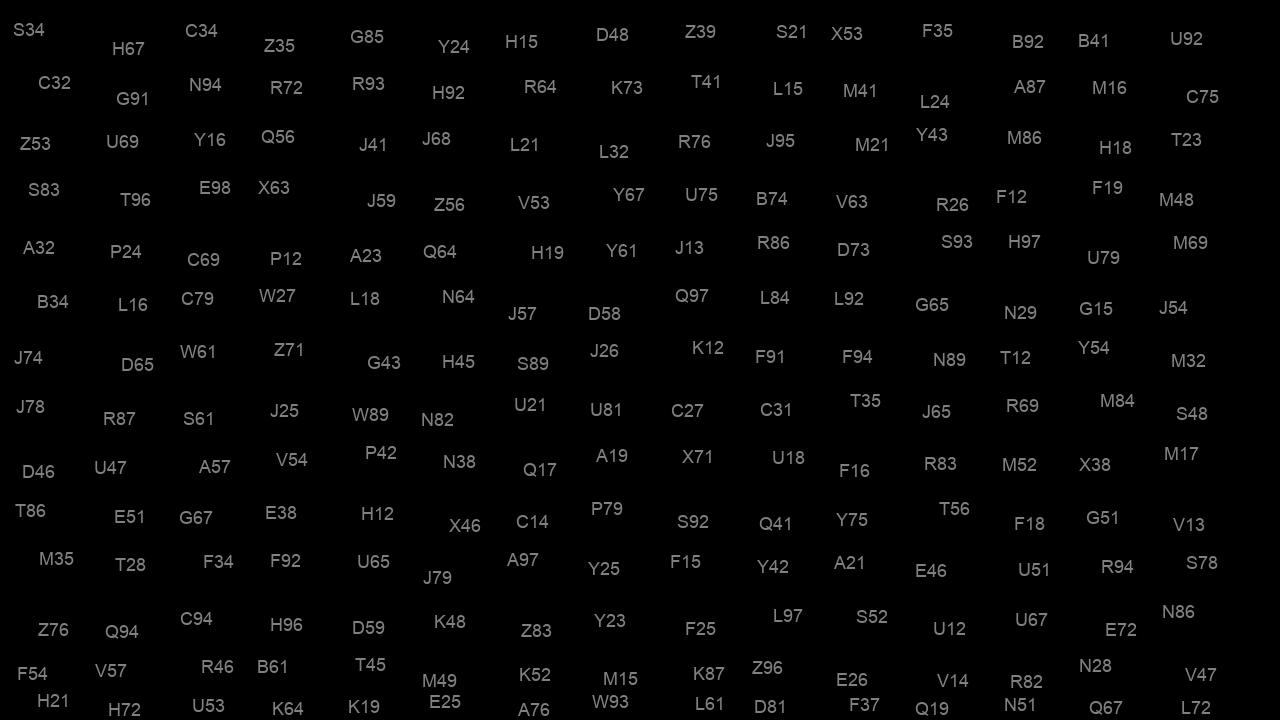 S34 H67 C34 Z35 G85 Y24 H15 D48 Z39 S21 X53 F35 B92 B41 U92
C32 G91 N94 R72 R93 H92 R64 K73 T41 L15 M41 L24 A87 M16 C75
Z53 U69 Y16 Q56 J41 J68 L21 L32 R76 J95 M21 Y43 M86 H18 T23
S83 T96 E98 X63 J59 Z56 V53 Y67 U75 B74 V63 R26 F12 F19 M48
A32 P24 C69 P12 A23 Q64 H19 Y61 J13 R86 D73 S93 H97 U79 M69
B34 L16 C79 W27 L18 N64 J57 D58 Q97 L84 L92 G65 N29 G15 J54
J74 D65 W61 Z71 G43 H45 S89 J26 K12 F91 F94 N89 T12 Y54 M32
J78 R87 S61 J25 W89 N82 U21 U81 C27 C31 T35 J65 R69 M84 S48
D46 U47 A57 V54 P42 N38 Q17 A19 X71 U18 F16 R83 M52 X38 M17
T86 E51 G67 E38 H12 X46 C14 P79 S92 Q41 Y75 T56 F18 G51 V13
M35 T28 F34 F92 U65 J79 A97 Y25 F15 Y42 A21 E46 U51 R94 S78
Z76 Q94 C94 H96 D59 K48 Z83 Y23 F25 L97 S52 U12 U67 E72 N86
F54 V57 R46 B61 T45 M49 K52 M15 K87 Z96 E26 V14 R82 N28 V47
H21 H72 U53 K64 K19 E25 A76 W93 L61 D81 F37 Q19 N51 Q67 L72